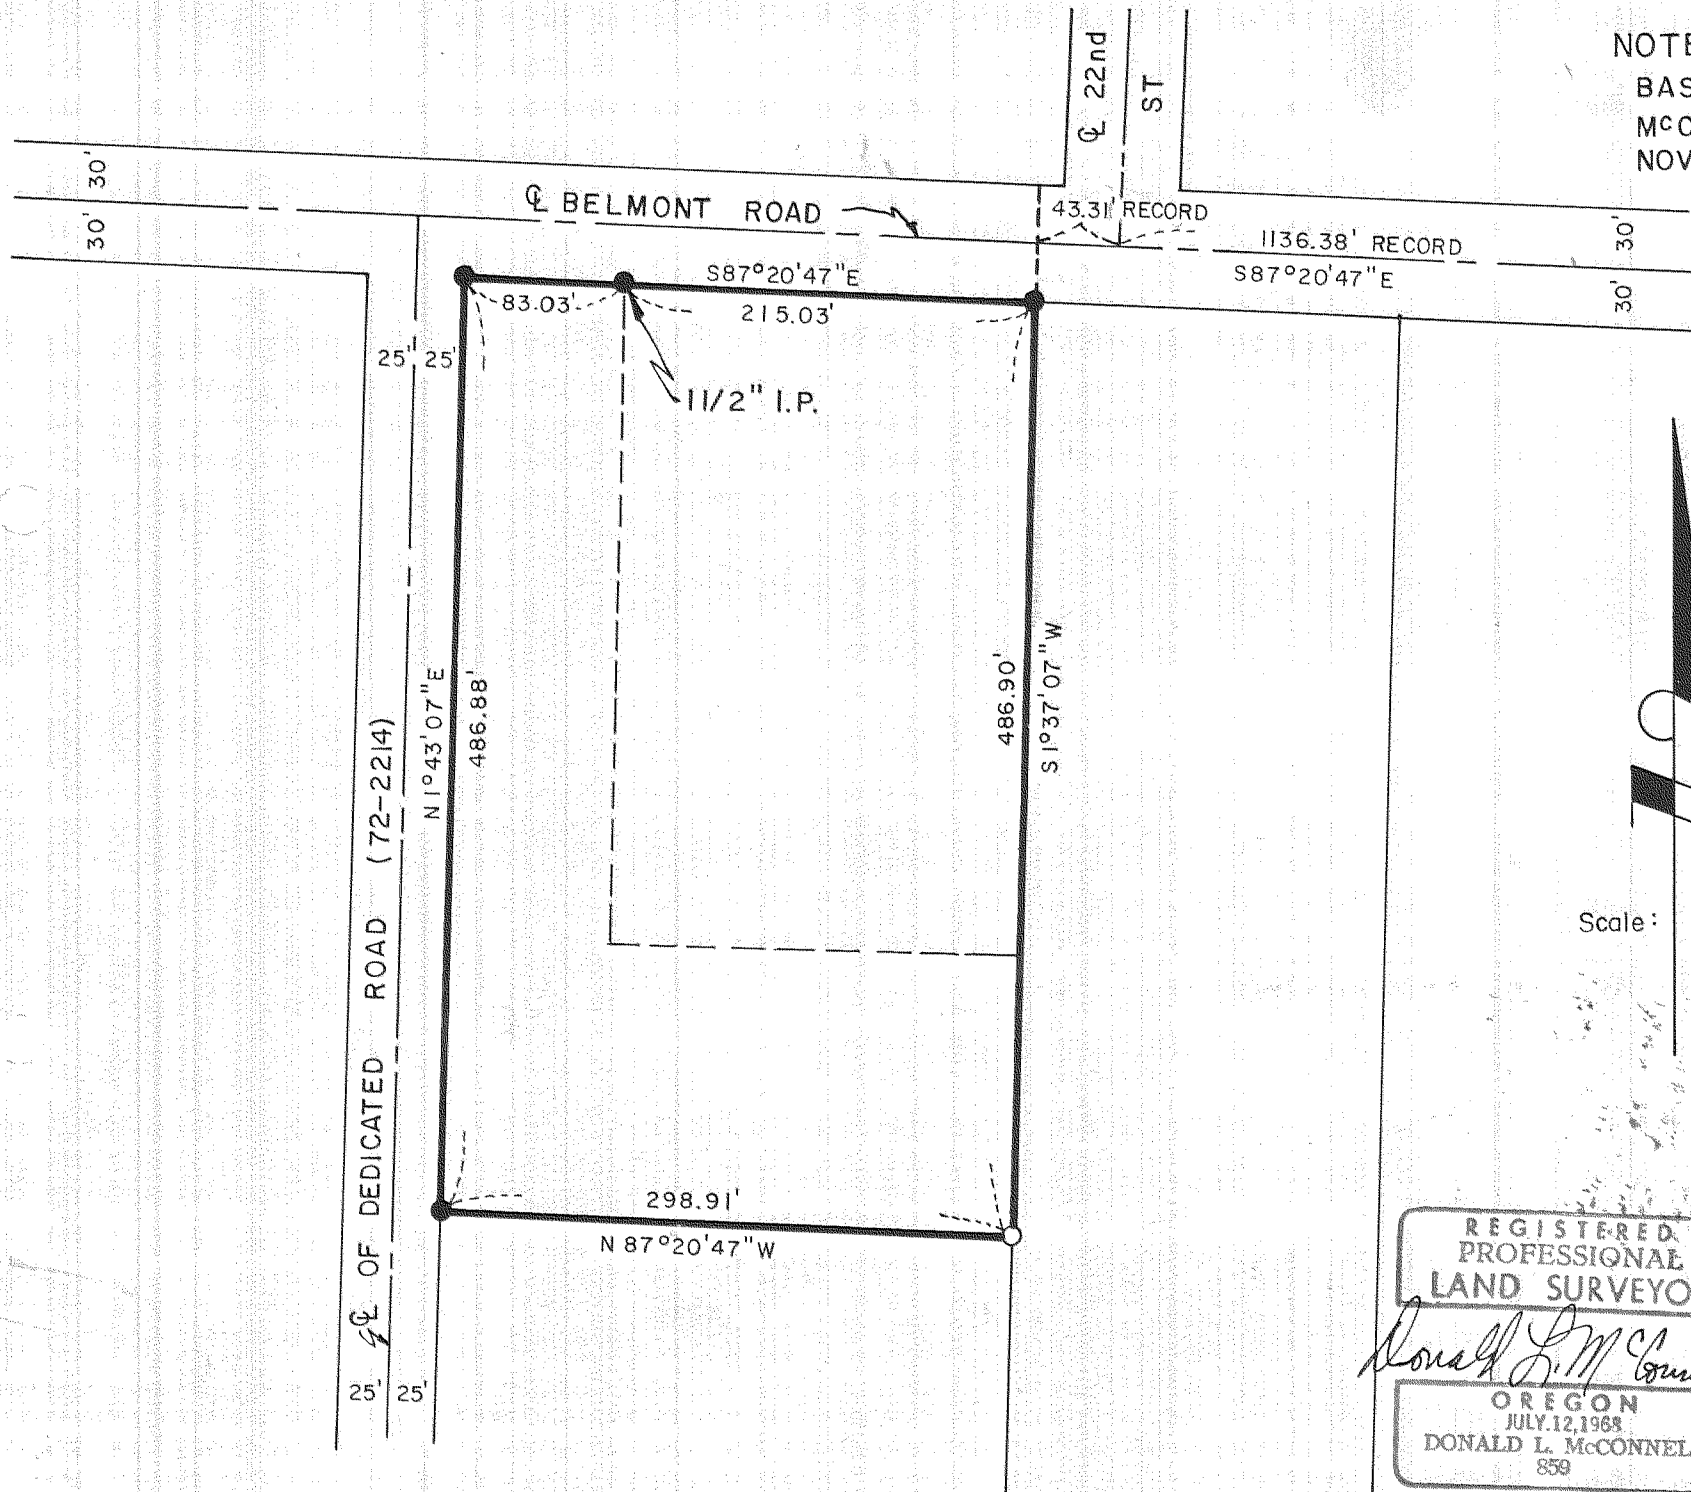 NOTE
BAS
McC
NOV
℄ 22nd
ST
30'
30'
℄ BELMONT ROAD
43.31' RECORD
1136.38' RECORD
S87°20'47"E
30'
30'
S87°20'47"E
83.03'
215.03'
25' 25'
1 1/2" I.P.
N1°43'07"E
486.88'
486.90'
S1°37'07"W
℄ OF DEDICATED ROAD (72-2214)
Scale:
298.91'
N 87°20'47"W
25' 25'
REGISTERED
PROFESSIONAL
LAND SURVEYO
Donald L. McConn
OREGON
JULY 12, 1968
DONALD L. McCONNEL
859